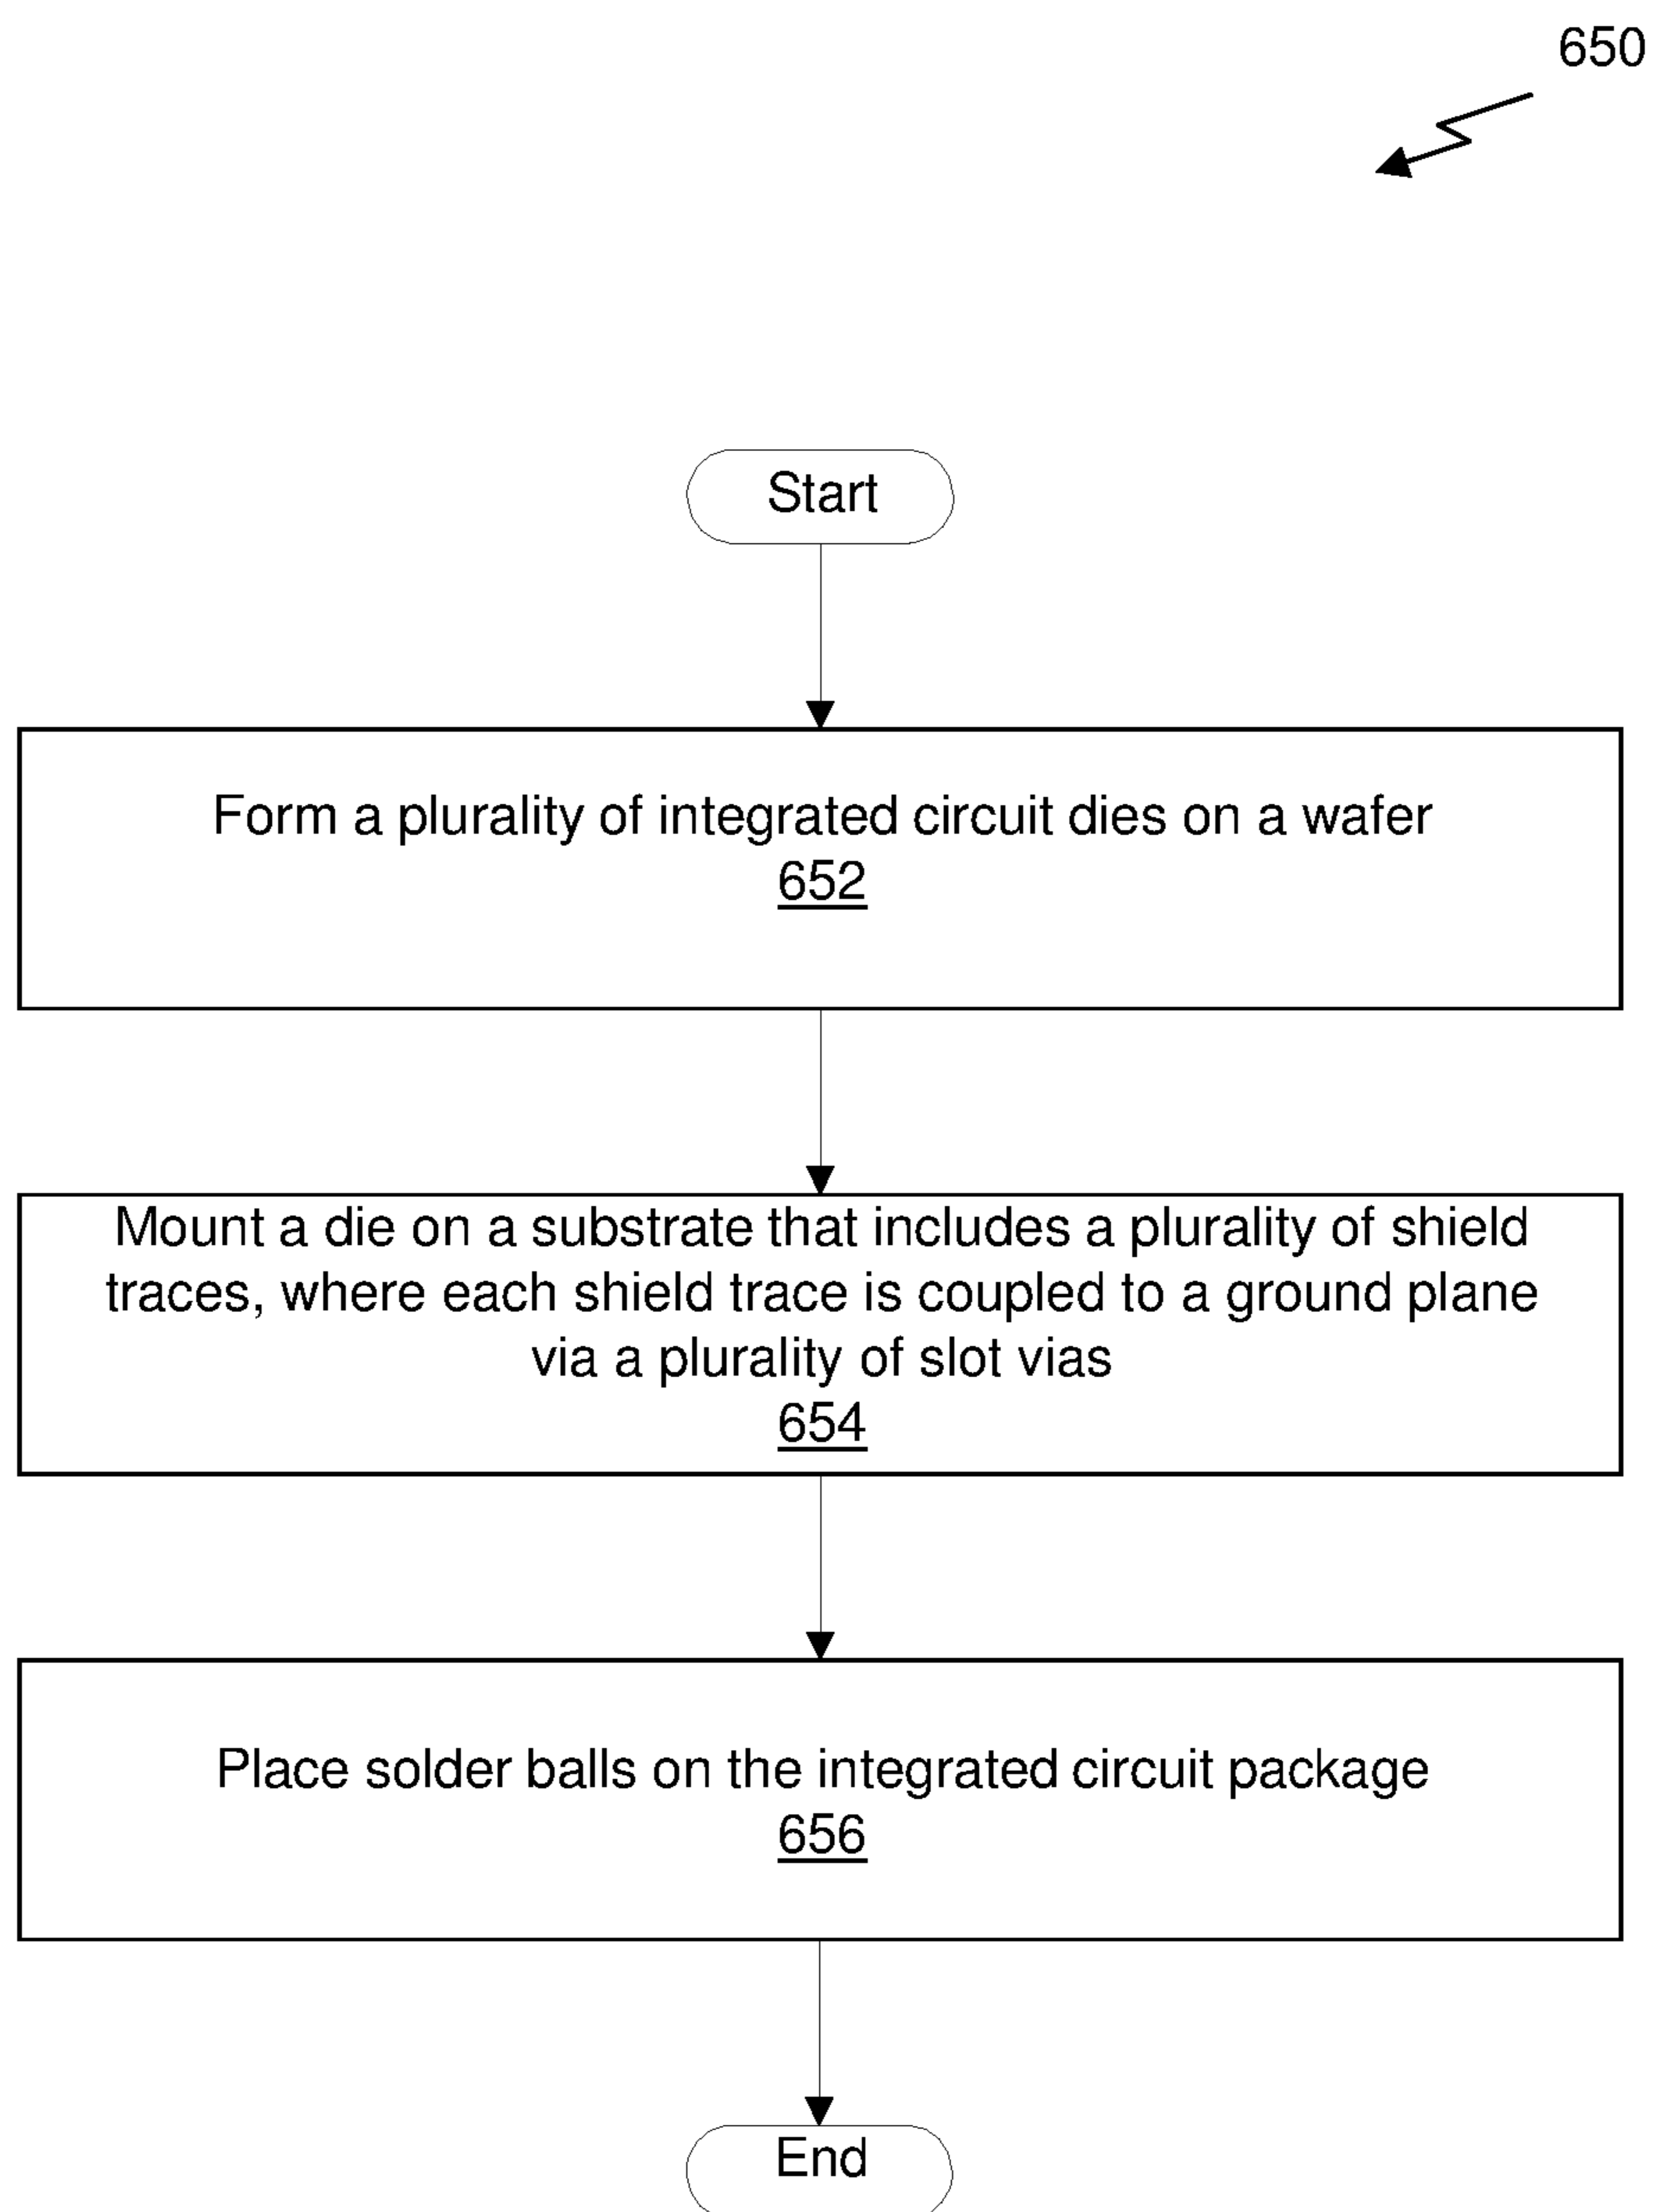 650
Start
Form a plurality of integrated circuit dies on a wafer
652
Mount a die on a substrate that includes a plurality of shield
traces, where each shield trace is coupled to a ground plane
via a plurality of slot vias
654
Place solder balls on the integrated circuit package
656
End